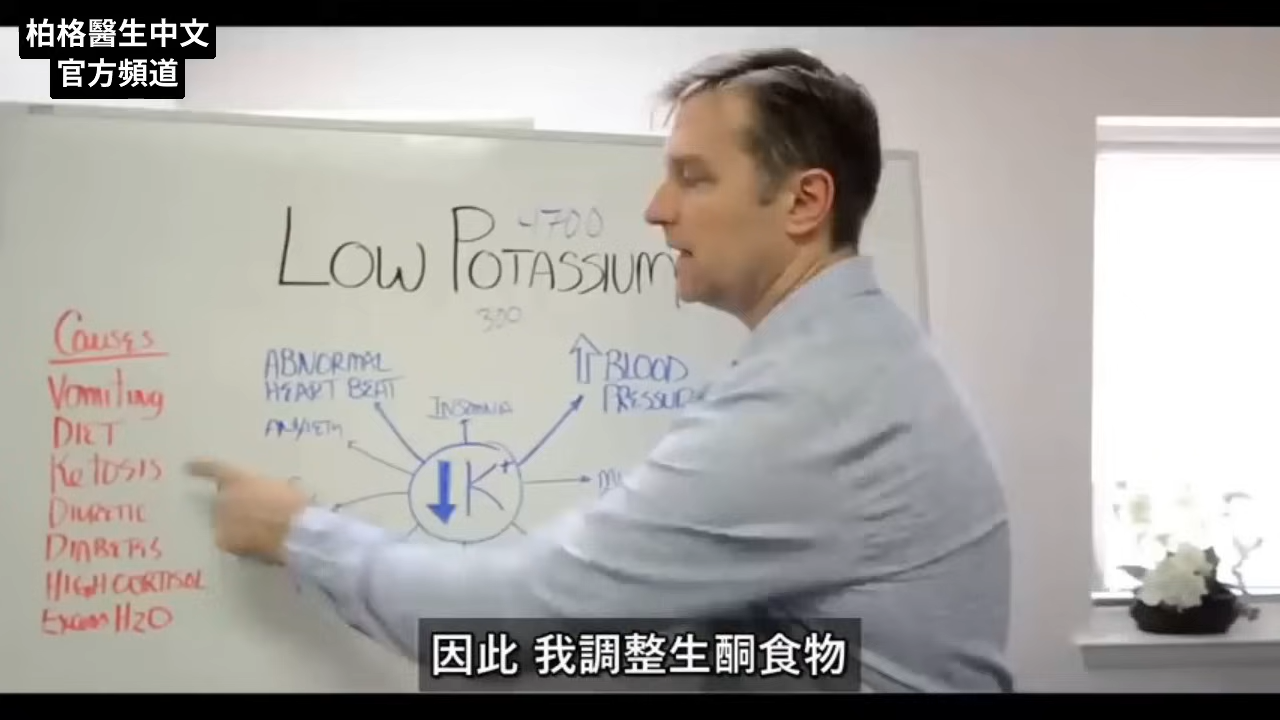 柏格醫生中文
官方頻道
4700
LOW POTASSIUM
300
Causes
Vomiting
DIET
Ketosis
DIURETIC
DIABETES
HIGH CORTISOL
Excess H2O
ABNORMAL
HEART BEAT
ANXIETY
INSOMNIA
BLOOD
PRESSUR
K+
因此 我調整生酮食物